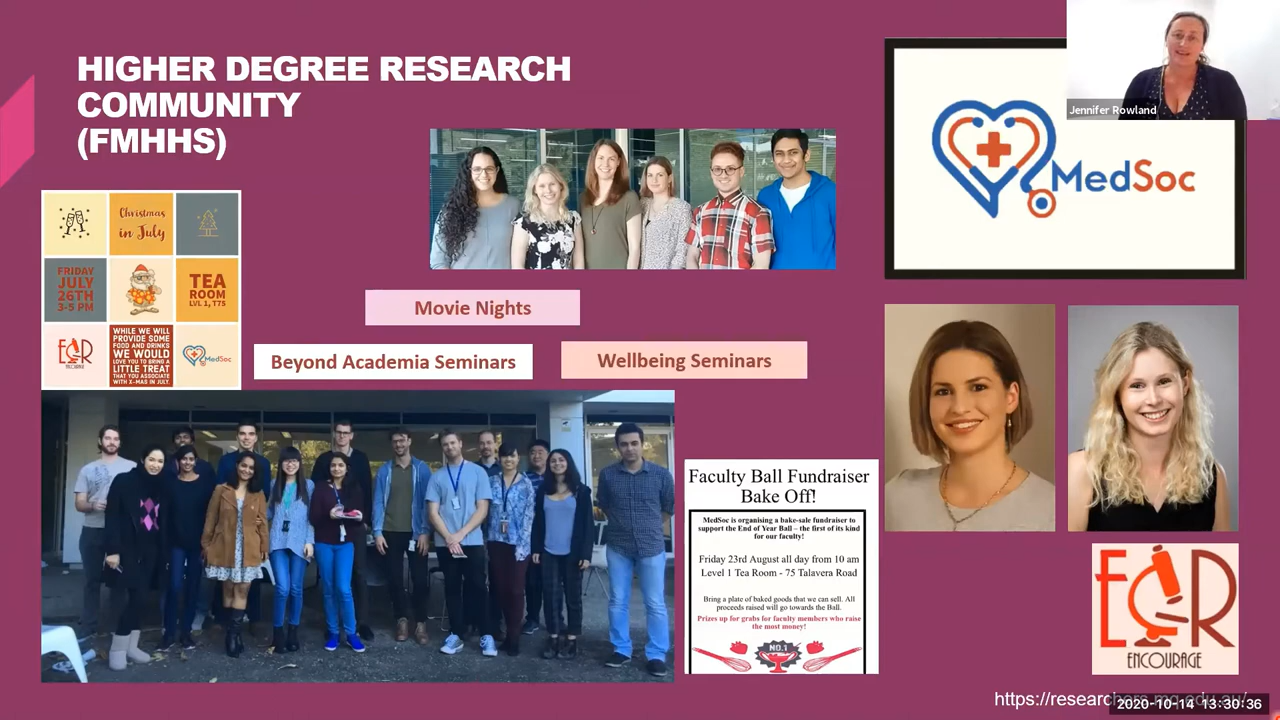 HIGHER DEGREE RESEARCH
COMMUNITY
(FMHHS)
Jennifer Rowland
MedSoc
Christmas
in July
FRIDAY
JULY
26TH
3-5 PM
TEA
ROOM
LVL 1, T75
ECR
ENCOURAGE
WHILE WE WILL
PROVIDE SOME
FOOD AND DRINKS
WE WOULD
LOVE YOU TO BRING A
LITTLE TREAT
THAT YOU ASSOCIATE
WITH X-MAS IN JULY.
MedSoc
Movie Nights
Beyond Academia Seminars
Wellbeing Seminars
Faculty Ball Fundraiser
Bake Off!
MedSoc is organising a bake-sale fundraiser to
support the End of Year Ball – the first of its kind
for our faculty!
Friday 23rd August all day from 10 am
Level 1 Tea Room - 75 Talavera Road
Bring a plate of baked goods that we can sell. All
proceeds raised will go towards the Ball.
Prizes up for grabs for faculty members who raise
the most money!
NO.1
ECR
ENCOURAGE
https://researchers.mq.edu.au/
2020-10-14 13:30:36